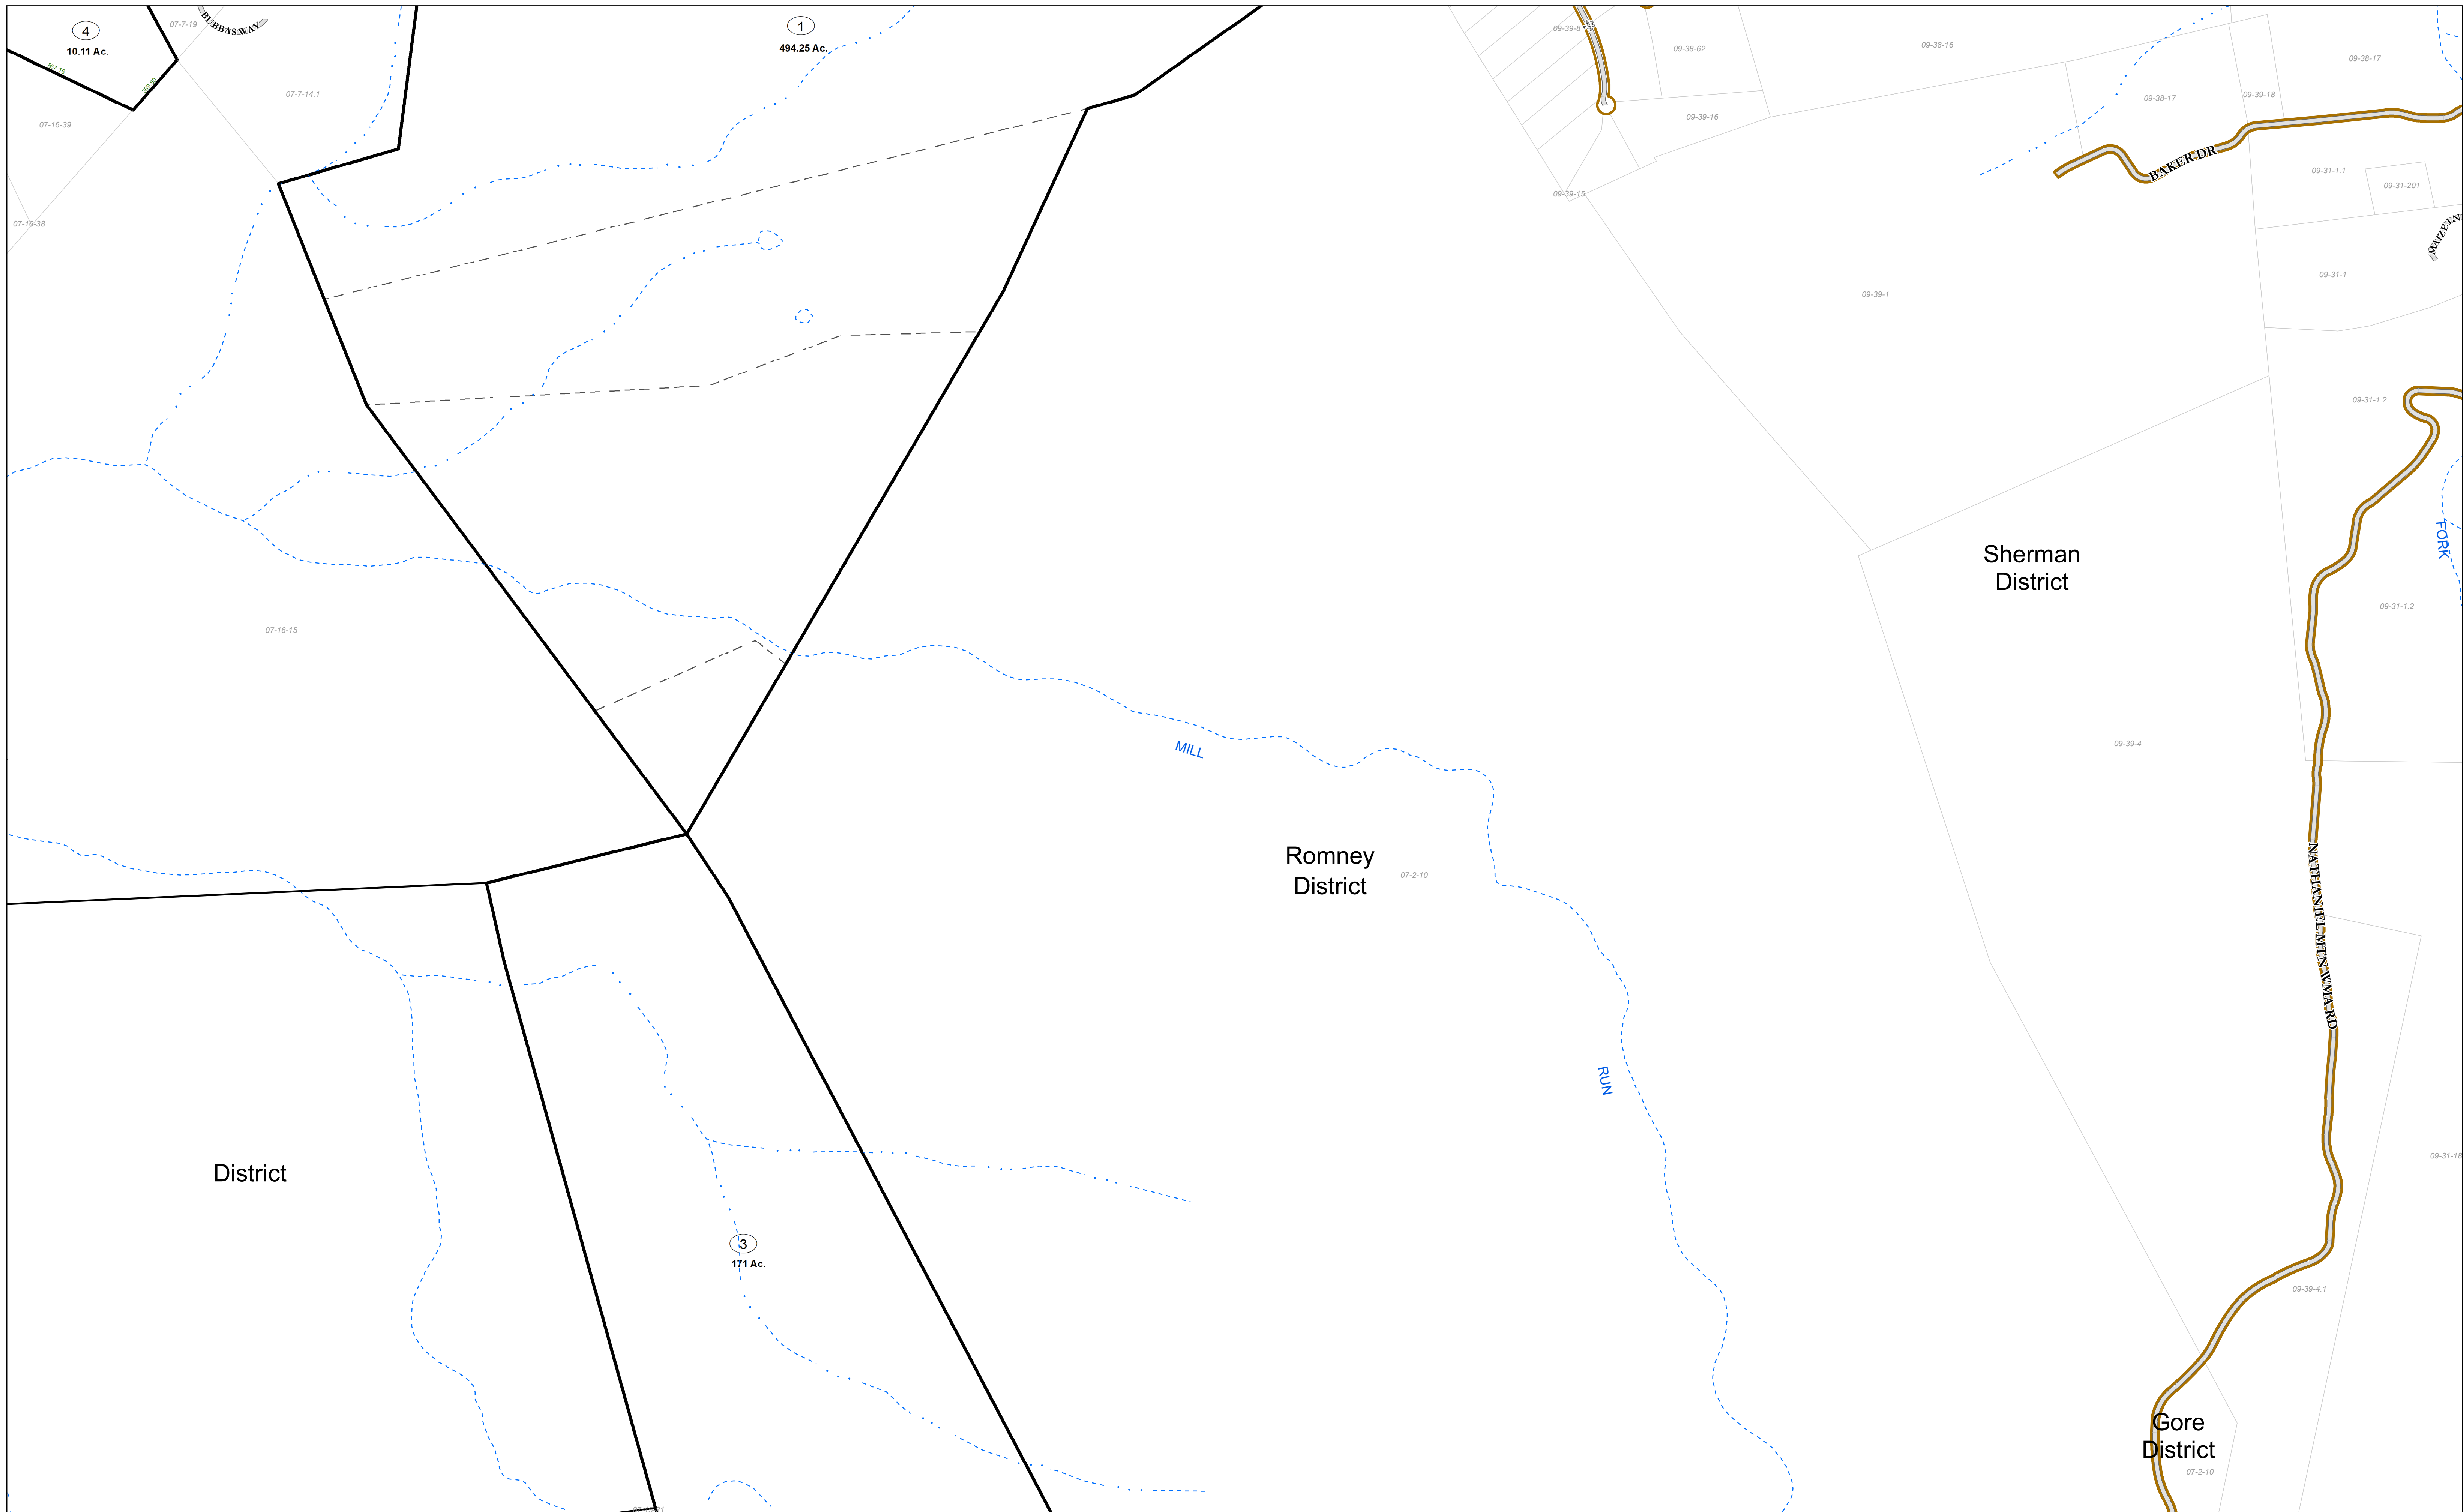 4
10.11 Ac.
867.16
369.50
07-7-19
BUBBAS WAY
07-7-14.1
07-16-39
07-16-38
1
494.25 Ac.
09-39-8
09-38-62
09-39-16
09-39-15
09-38-16
09-38-17
09-39-18
09-38-17
BAKER DR
09-31-1.1
09-31-201
MAIZE LN
09-31-1
09-39-1
09-31-1.2
FORK
Sherman
District
09-31-1.2
07-16-15
MILL
09-39-4
Romney
District
07-2-10
NATHANIEL MTN WMA RD
RUN
District
09-31-18
3
171 Ac.
09-39-4.1
Gore
District
07-2-10